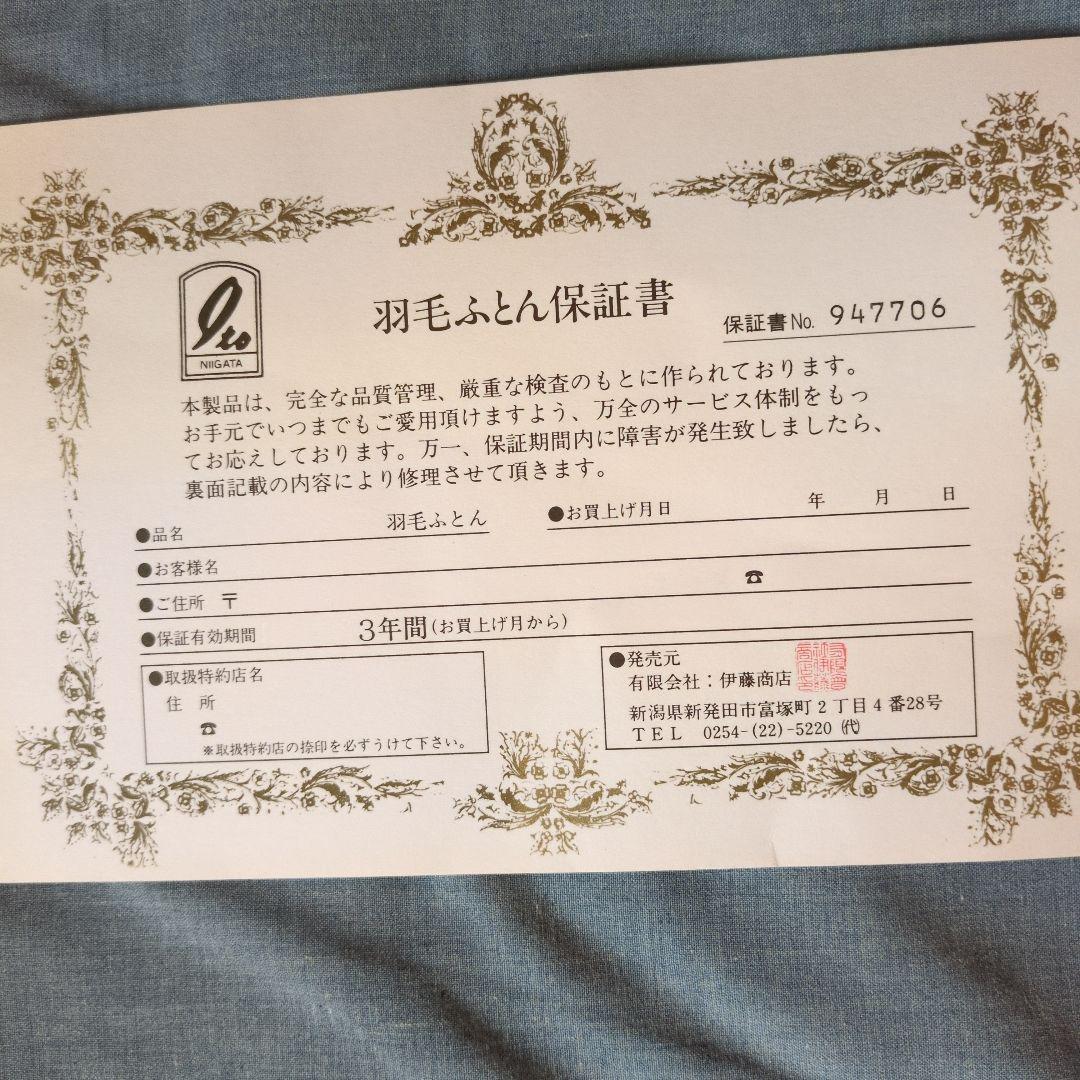 Ito
NIIGATA
羽毛ふとん保証書
保証書No. 947706
本製品は、完全な品質管理、厳重な検査のもとに作られております。
お手元でいつまでもご愛用頂けますよう、万全のサービス体制をもっ
てお応えしております。万一、保証期間内に障害が発生致しましたら、
裏面記載の内容により修理させて頂きます。
●品名 羽毛ふとん
●お買上げ月日 年 月 日
●お客様名
●ご住所 〒 ☎
●保証有効期間 3年間(お買上げ月から)
●取扱特約店名
住 所
☎
※取扱特約店の捺印を必ずうけて下さい。
●発売元
有限会社:伊藤商店
新潟県新発田市富塚町2丁目4番28号
TEL 0254-(22)-5220 ㈹